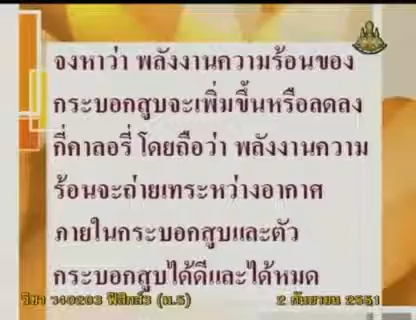 จงหาว่า พลังงานความร้อนของ
กระบอกสูบจะเพิ่มขึ้นหรือลดลง
กี่คาลอรี่ โดยถือว่า พลังงานความ
ร้อนจะถ่ายเทระหว่างอากาศ
ภายในกระบอกสูบและตัว
กระบอกสูบได้ดีและได้หมด
วิชา ว40203 ฟิสิกส์3 (ม.5) 2 กันยายน 2551